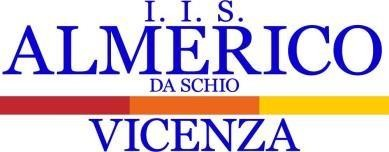 I. I. S.
ALMERICO
DA SCHIO
VICENZA